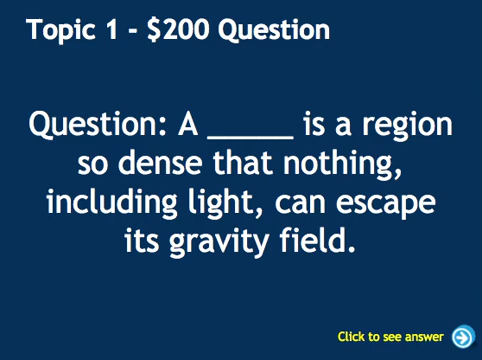 Topic 1 - $200 Question
Question: A _____ is a region
so dense that nothing,
including light, can escape
its gravity field.
Click to see answer